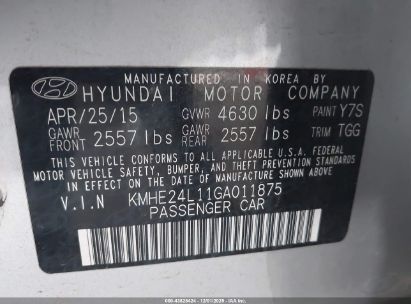 MANUFACTURED IN KOREA BY
HYUNDAI MOTOR COMPANY
APR/25/15 GVWR 4630 lbs PAINT Y7S
GAWR FRONT 2557 lbs GAWR REAR 2557 lbs TRIM TGG
THIS VEHICLE CONFORMS TO ALL APPLICABLE U.S.A. FEDERAL
MOTOR VEHICLE SAFETY, BUMPER, AND THEFT PREVENTION STANDARDS
IN EFFECT ON THE DATE OF MANUFACTURE SHOWN ABOVE.
V.I.N KMHE24L11GA011875
PASSENGER CAR